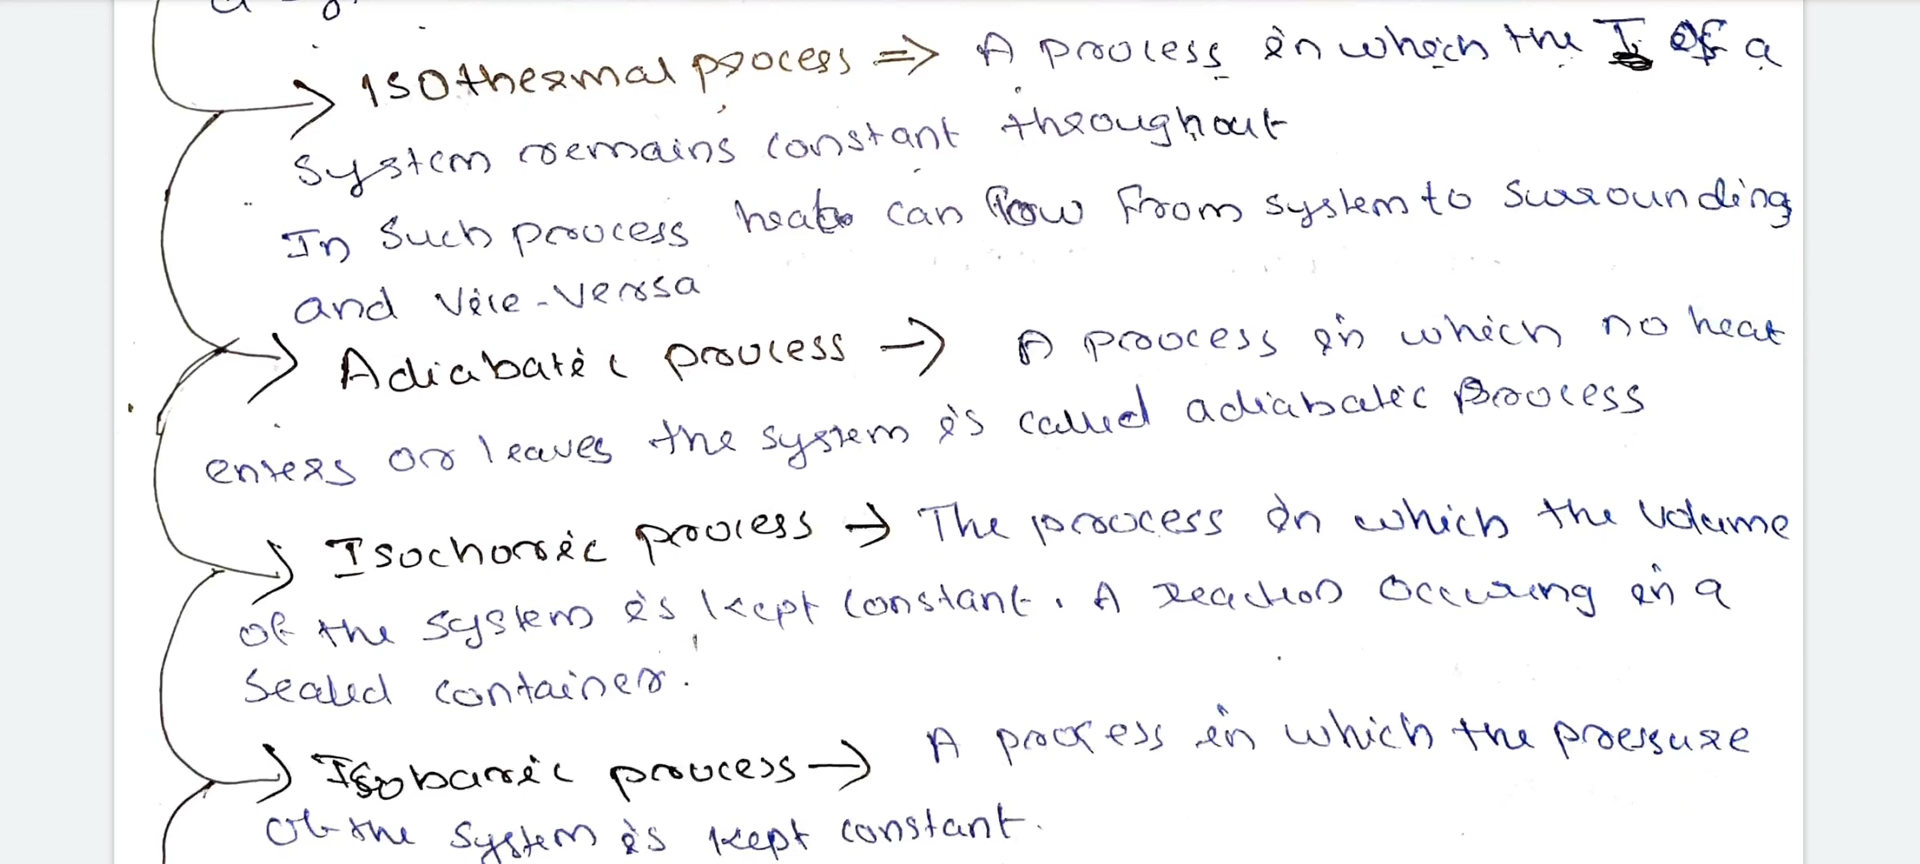 Isothermal process => A process in which the T of a
system remains constant throughout
In such process heat can flow from system to surrounding
and vice-versa
Adiabatic process → A process in which no heat
enters or leaves the system is called adiabatic process
Isochoric process → The process in which the volume
of the system is kept constant. A reaction occuring in a
sealed container.
Isobaric process → A process in which the pressure
of the system is kept constant.